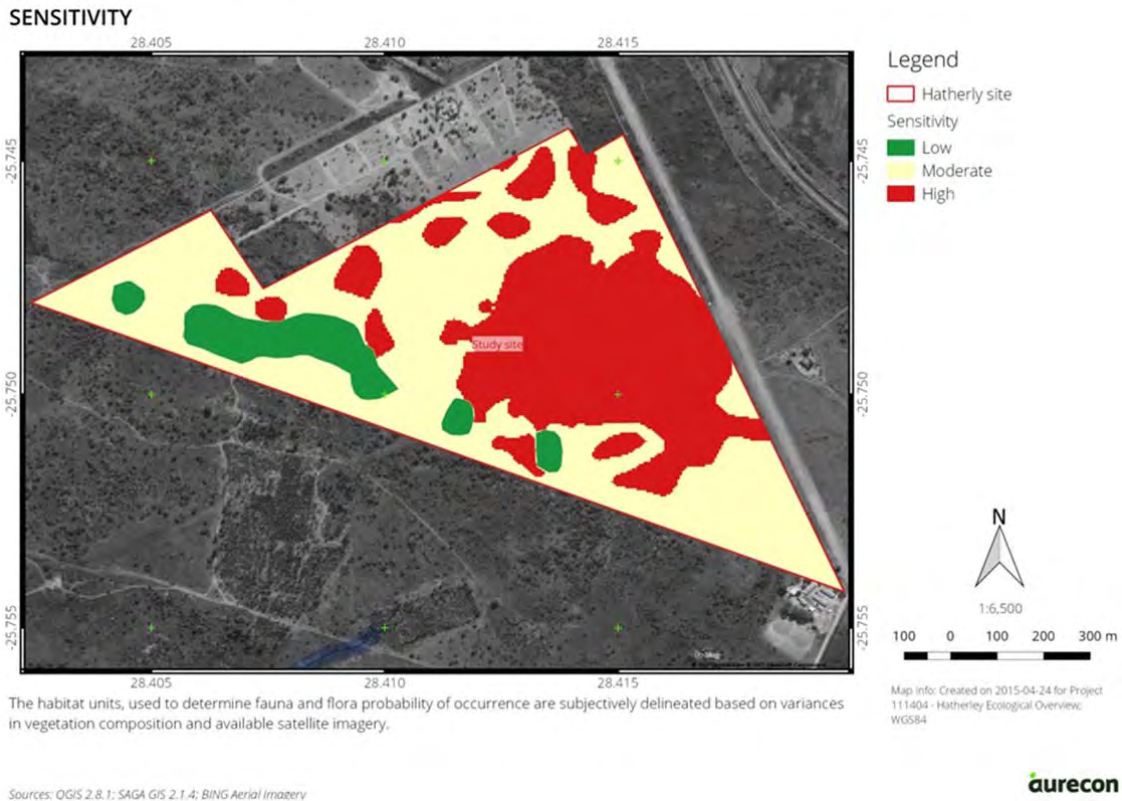 SENSITIVITY
28.405 28.410 28.415
-25.745 -25.745
-25.750 -25.750
-25.755 -25.755
28.405 28.410 28.415
Study site
Legend
Hatherly site
Sensitivity
Low
Moderate
High
N
1:6,500
100 0 100 200 300 m
Map info: Created on 2015-04-24 for Project
111404 - Hatherley Ecological Overview;
WGS84
The habitat units, used to determine fauna and flora probability of occurrence are subjectively delineated based on variances
in vegetation composition and available satellite imagery.
Sources: QGIS 2.8.1; SAGA GIS 2.1.4; BING Aerial Imagery
aurecon